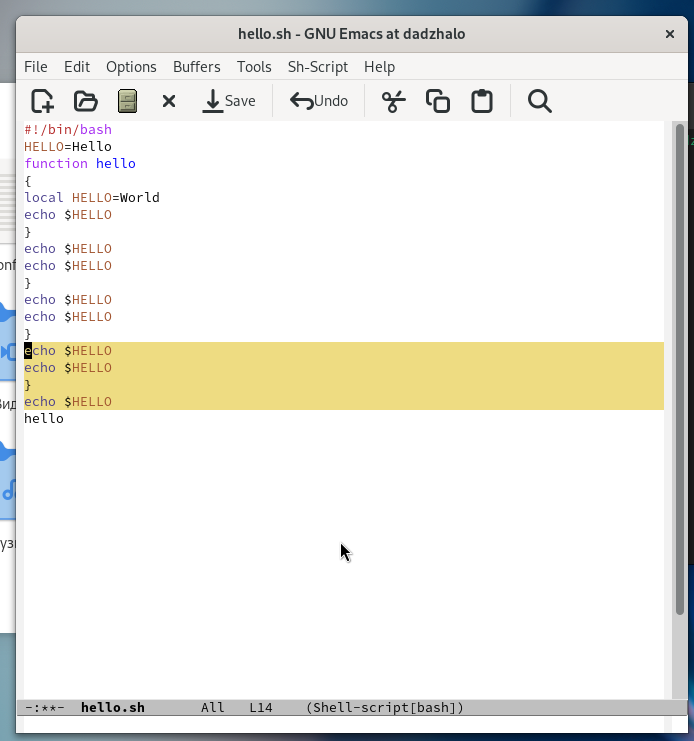 hello.sh - GNU Emacs at dadzhalo
File Edit Options Buffers Tools Sh-Script Help
Save Undo
#!/bin/bash
HELLO=Hello
function hello
{
local HELLO=World
echo $HELLO
}
echo $HELLO
echo $HELLO
}
echo $HELLO
echo $HELLO
}
echo $HELLO
echo $HELLO
}
echo $HELLO
hello
-:**- hello.sh All L14 (Shell-script[bash])